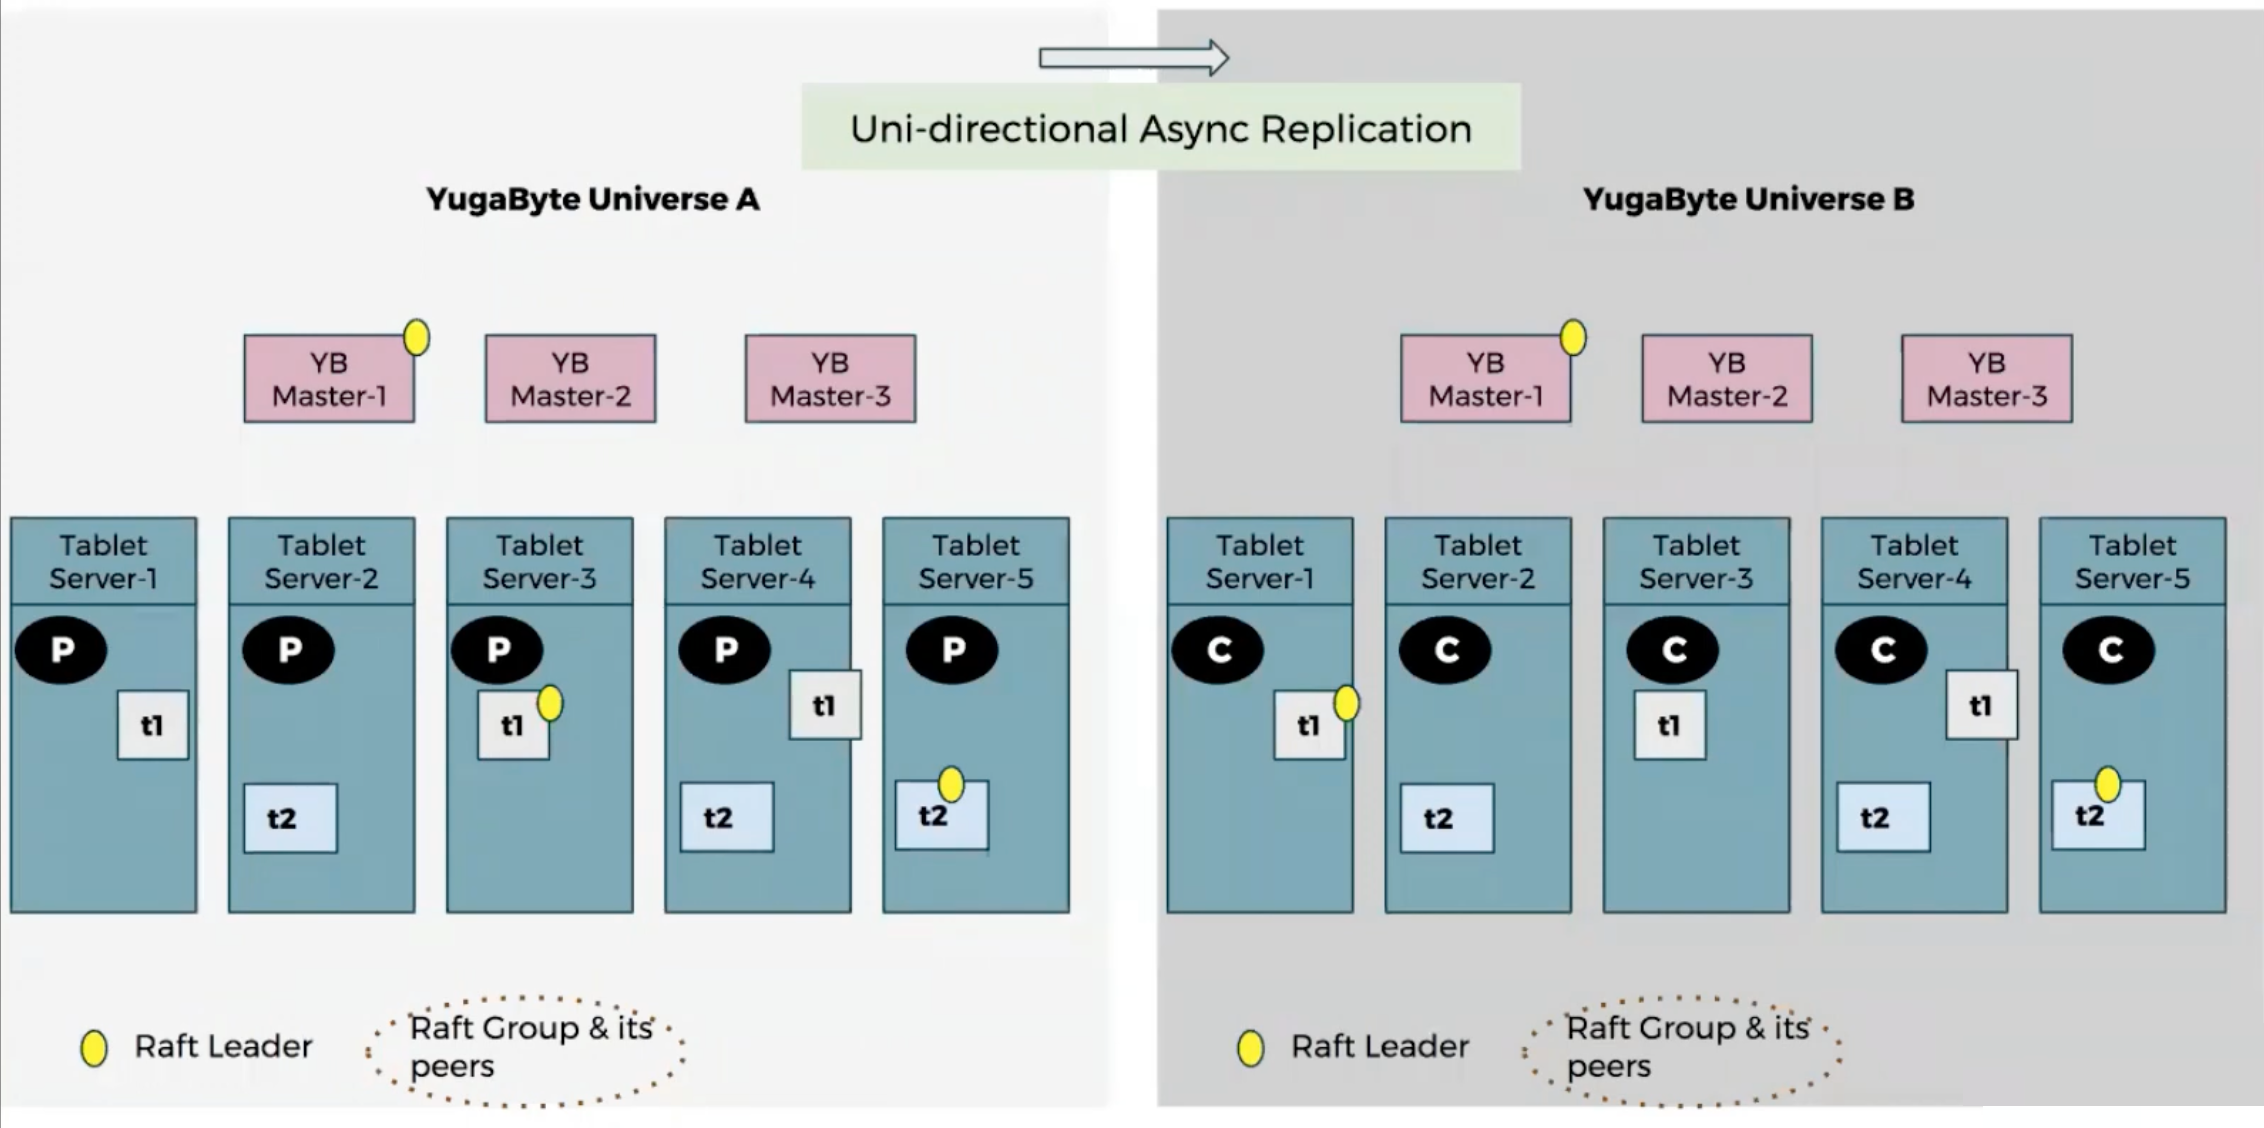 Uni-directional Async Replication
YugaByte Universe A
YB
Master-1
YB
Master-2
YB
Master-3
Tablet
Server-1
Tablet
Server-2
Tablet
Server-3
Tablet
Server-4
Tablet
Server-5
P
P
P
P
P
t1
t1
t1
t2
t2
t2
Raft Leader
Raft Group & its
peers
YugaByte Universe B
YB
Master-1
YB
Master-2
YB
Master-3
Tablet
Server-1
Tablet
Server-2
Tablet
Server-3
Tablet
Server-4
Tablet
Server-5
C
C
C
C
C
t1
t1
t1
t2
t2
t2
Raft Leader
Raft Group & its
peers